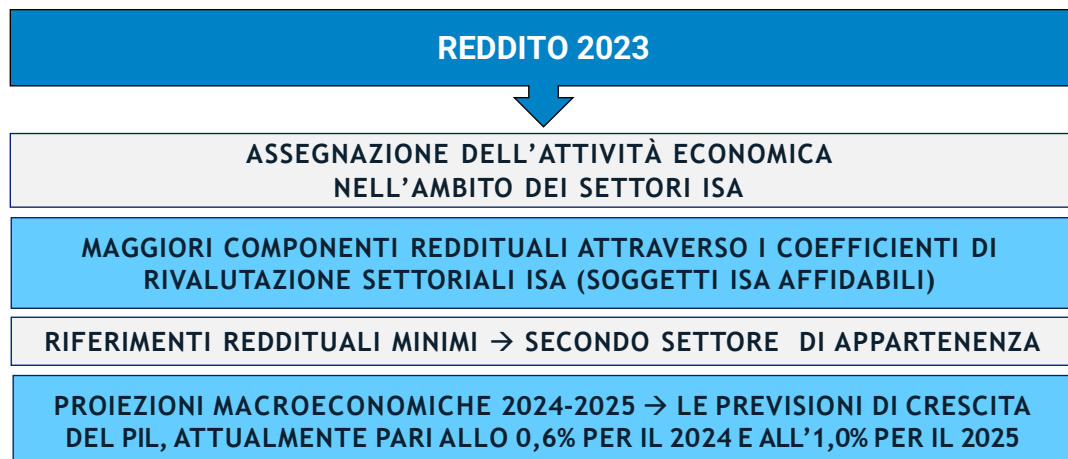 REDDITO 2023
ASSEGNAZIONE DELL’ATTIVITÀ ECONOMICA
NELL’AMBITO DEI SETTORI ISA
MAGGIORI COMPONENTI REDDITUALI ATTRAVERSO I COEFFICIENTI DI
RIVALUTAZIONE SETTORIALI ISA (SOGGETTI ISA AFFIDABILI)
RIFERIMENTI REDDITUALI MINIMI → SECONDO SETTORE DI APPARTENENZA
PROIEZIONI MACROECONOMICHE 2024-2025 → LE PREVISIONI DI CRESCITA
DEL PIL, ATTUALMENTE PARI ALLO 0,6% PER IL 2024 E ALL’1,0% PER IL 2025